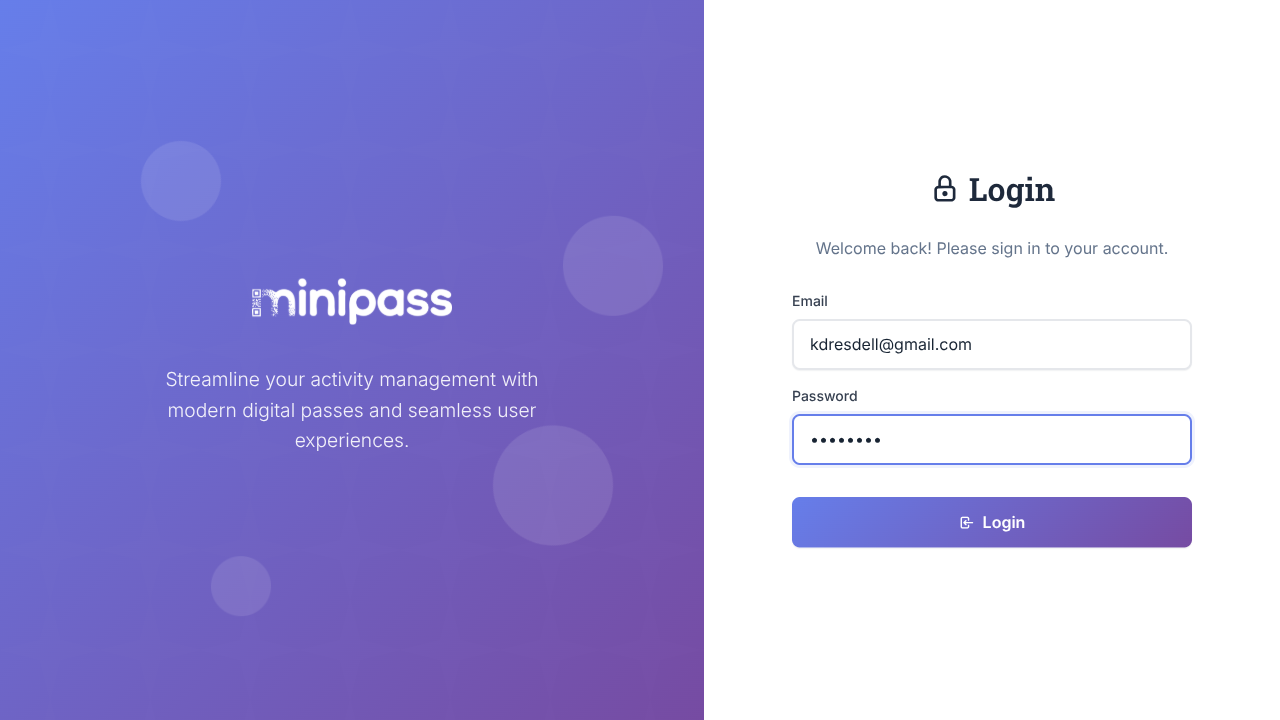 minipass
Streamline your activity management with
modern digital passes and seamless user
experiences.
Login
Welcome back! Please sign in to your account.
Email
kdresdell@gmail.com
Password
••••••••
Login